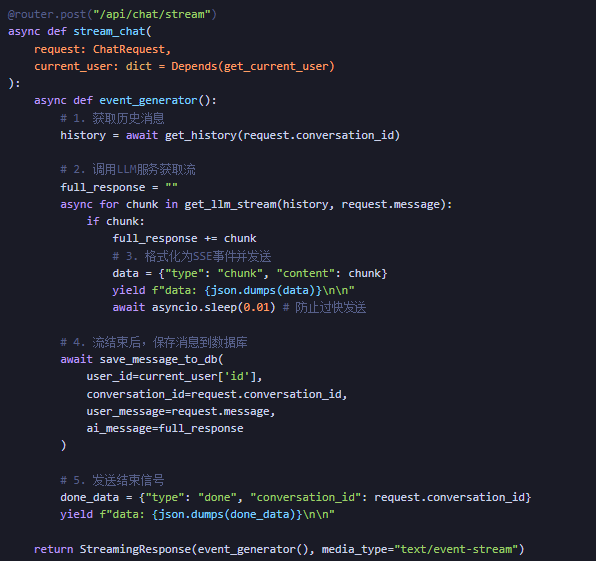 @router.post("/api/chat/stream")
async def stream_chat(
    request: ChatRequest,
    current_user: dict = Depends(get_current_user)
):
    async def event_generator():
        # 1. 获取历史消息
        history = await get_history(request.conversation_id)

        # 2. 调用LLM服务获取流
        full_response = ""
        async for chunk in get_llm_stream(history, request.message):
            if chunk:
                full_response += chunk
                # 3. 格式化为SSE事件并发送
                data = {"type": "chunk", "content": chunk}
                yield f"data: {json.dumps(data)}\n\n"
                await asyncio.sleep(0.01) # 防止过快发送

        # 4. 流结束后，保存消息到数据库
        await save_message_to_db(
            user_id=current_user['id'],
            conversation_id=request.conversation_id,
            user_message=request.message,
            ai_message=full_response
        )

        # 5. 发送结束信号
        done_data = {"type": "done", "conversation_id": request.conversation_id}
        yield f"data: {json.dumps(done_data)}\n\n"

    return StreamingResponse(event_generator(), media_type="text/event-stream")